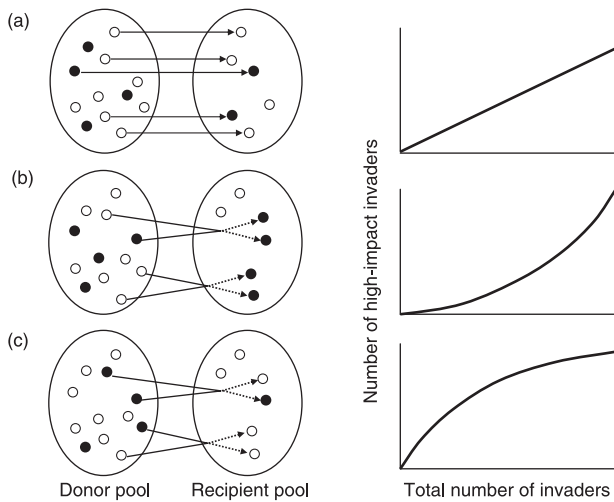 (a)
(b)
(c)
Donor pool
Recipient pool
Number of high-impact invaders
Total number of invaders